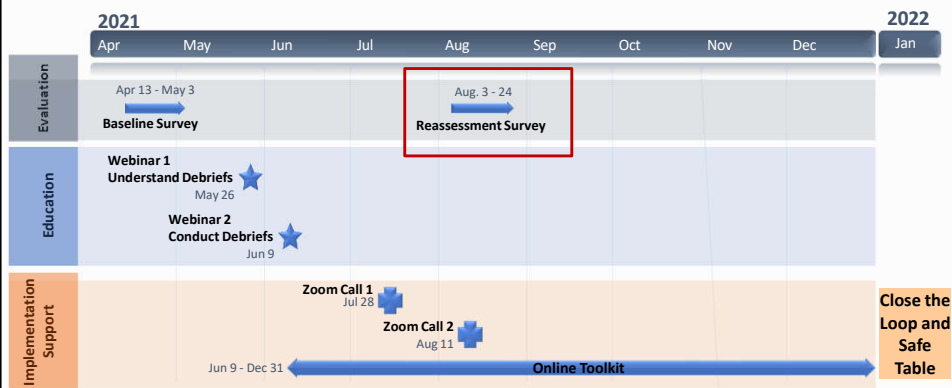 2021
2022
Apr May Jun Jul Aug Sep Oct Nov Dec Jan
Evaluation
Apr 13 - May 3
Baseline Survey
Aug. 3 - 24
Reassessment Survey
Education
Webinar 1
Understand Debriefs
May 26
Webinar 2
Conduct Debriefs
Jun 9
Implementation
Support
Zoom Call 1
Jul 28
Zoom Call 2
Aug 11
Jun 9 - Dec 31
Online Toolkit
Close the
Loop and
Safe
Table